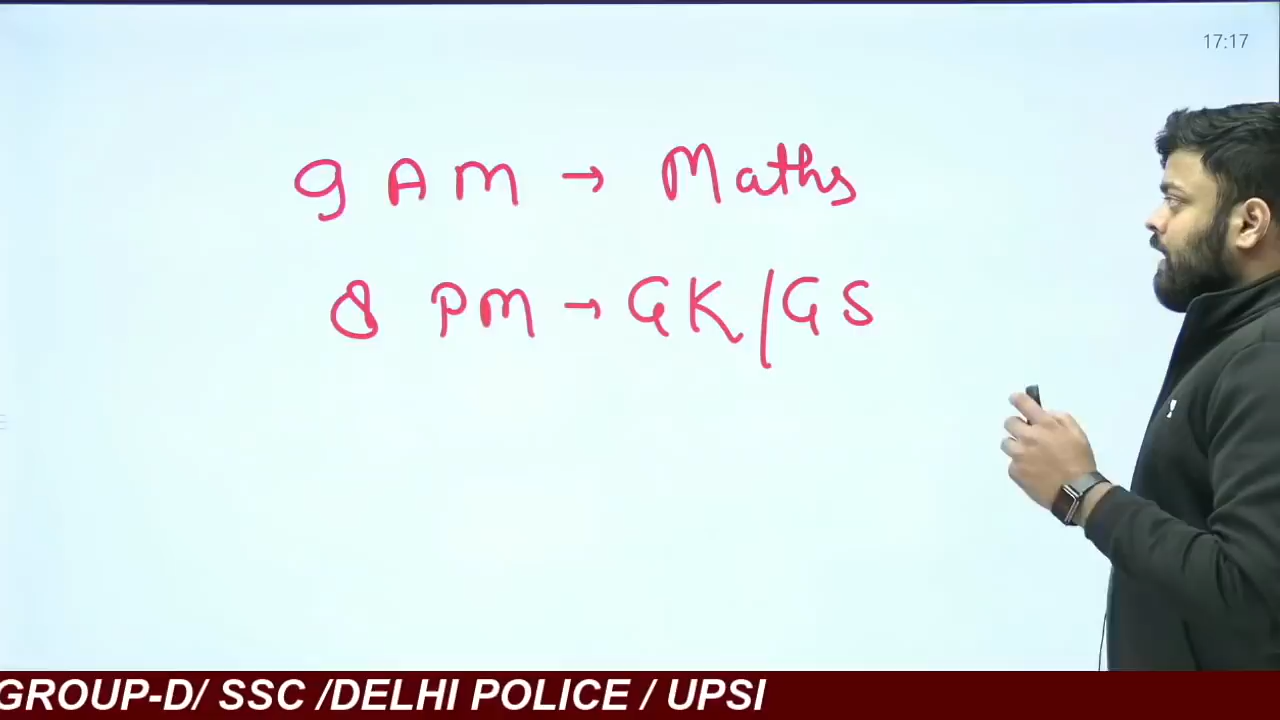 17:17
9 AM → Maths
8 PM → GK/GS
GROUP-D/ SSC /DELHI POLICE / UPSI